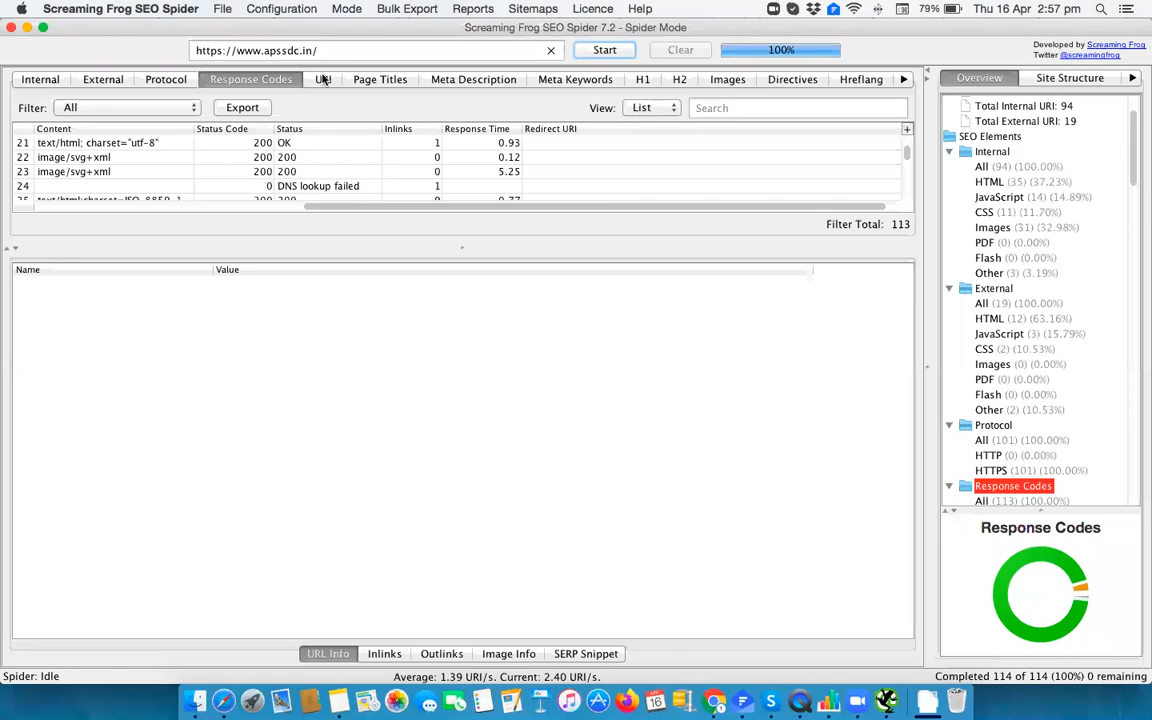 Screaming Frog SEO Spider File Configuration Mode Bulk Export Reports Sitemaps Licence Help 79% Thu 16 Apr 2:57 pm
Screaming Frog SEO Spider 7.2 - Spider Mode
https://www.apssdc.in/ Start Clear 100%
Developed by Screaming Frog
Twitter @screamingfrog
Internal External Protocol Response Codes Page Titles Meta Description Meta Keywords H1 H2 Images Directives Hreflang
Overview Site Structure
Filter: All Export View: List Search
Content Status Code Status Inlinks Response Time Redirect URI
21 text/html; charset="utf-8" 200 OK 1 0.93
22 image/svg+xml 200 200 0 0.12
23 image/svg+xml 200 200 0 5.25
24 0 DNS lookup failed 1
Filter Total: 113
Name Value
Total Internal URI: 94
Total External URI: 19
SEO Elements
Internal
All (94) (100.00%)
HTML (35) (37.23%)
JavaScript (14) (14.89%)
CSS (11) (11.70%)
Images (31) (32.98%)
PDF (0) (0.00%)
Flash (0) (0.00%)
Other (3) (3.19%)
External
All (19) (100.00%)
HTML (12) (63.16%)
JavaScript (3) (15.79%)
CSS (2) (10.53%)
Images (0) (0.00%)
PDF (0) (0.00%)
Flash (0) (0.00%)
Other (2) (10.53%)
Protocol
All (101) (100.00%)
HTTP (0) (0.00%)
HTTPS (101) (100.00%)
Response Codes
All (113) (100.00%)
Response Codes
URL Info Inlinks Outlinks Image Info SERP Snippet
Spider: Idle Average: 1.39 URI/s. Current: 2.40 URI/s. Completed 114 of 114 (100%) 0 remaining